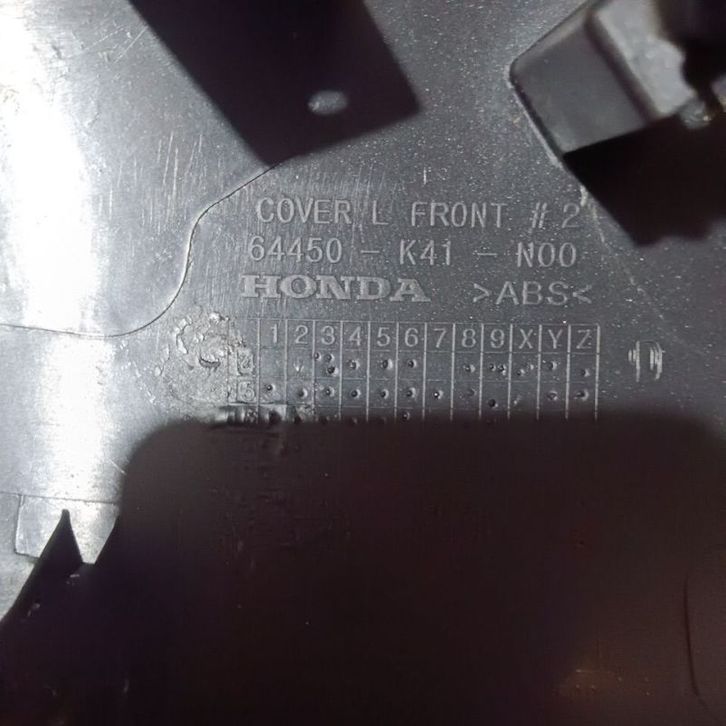 COVER L FRONT #2
64450 - K41 - N00
HONDA >ABS<
1 2 3 4 5 6 7 8 9 X Y Z